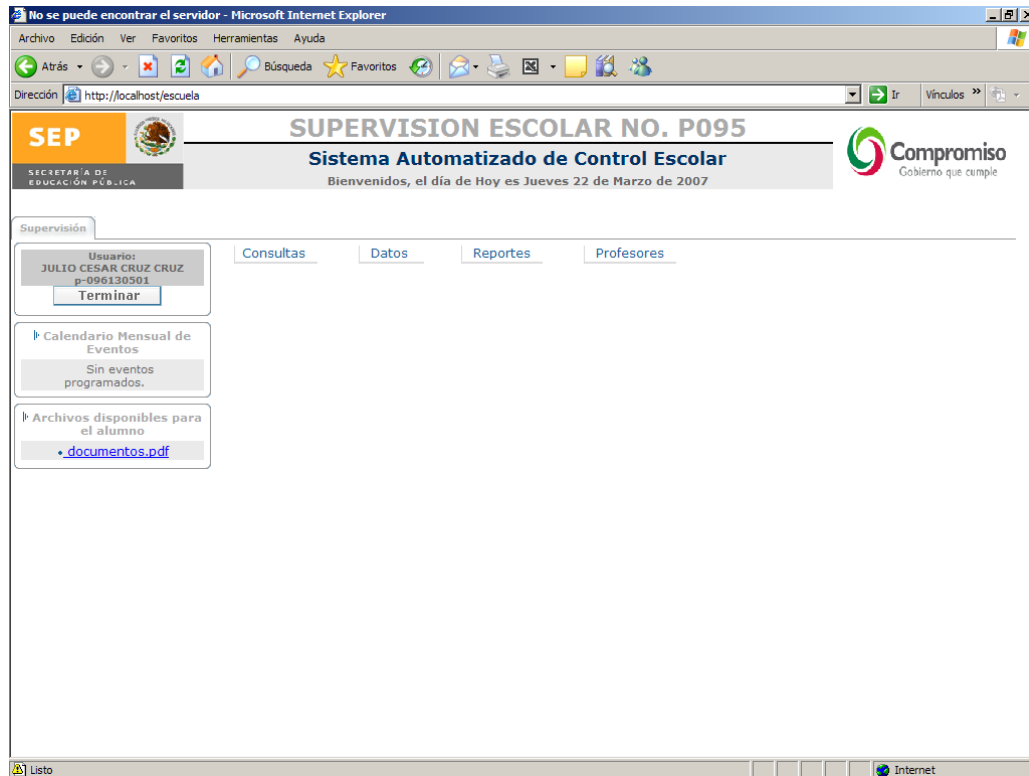 No se puede encontrar el servidor - Microsoft Internet Explorer
Archivo Edición Ver Favoritos Herramientas Ayuda
Atrás Búsqueda Favoritos
Dirección http://localhost/escuela Ir Vínculos »
SEP
SECRETARÍA DE
EDUCACIÓN PÚBLICA
SUPERVISION ESCOLAR NO. P095
Sistema Automatizado de Control Escolar
Bienvenidos, el día de Hoy es Jueves 22 de Marzo de 2007
Compromiso
Gobierno que cumple
Supervisión
Usuario:
JULIO CESAR CRUZ CRUZ
p-096130501
Terminar
Consultas Datos Reportes Profesores
Calendario Mensual de
Eventos
Sin eventos
programados.
Archivos disponibles para
el alumno
documentos.pdf
Listo Internet